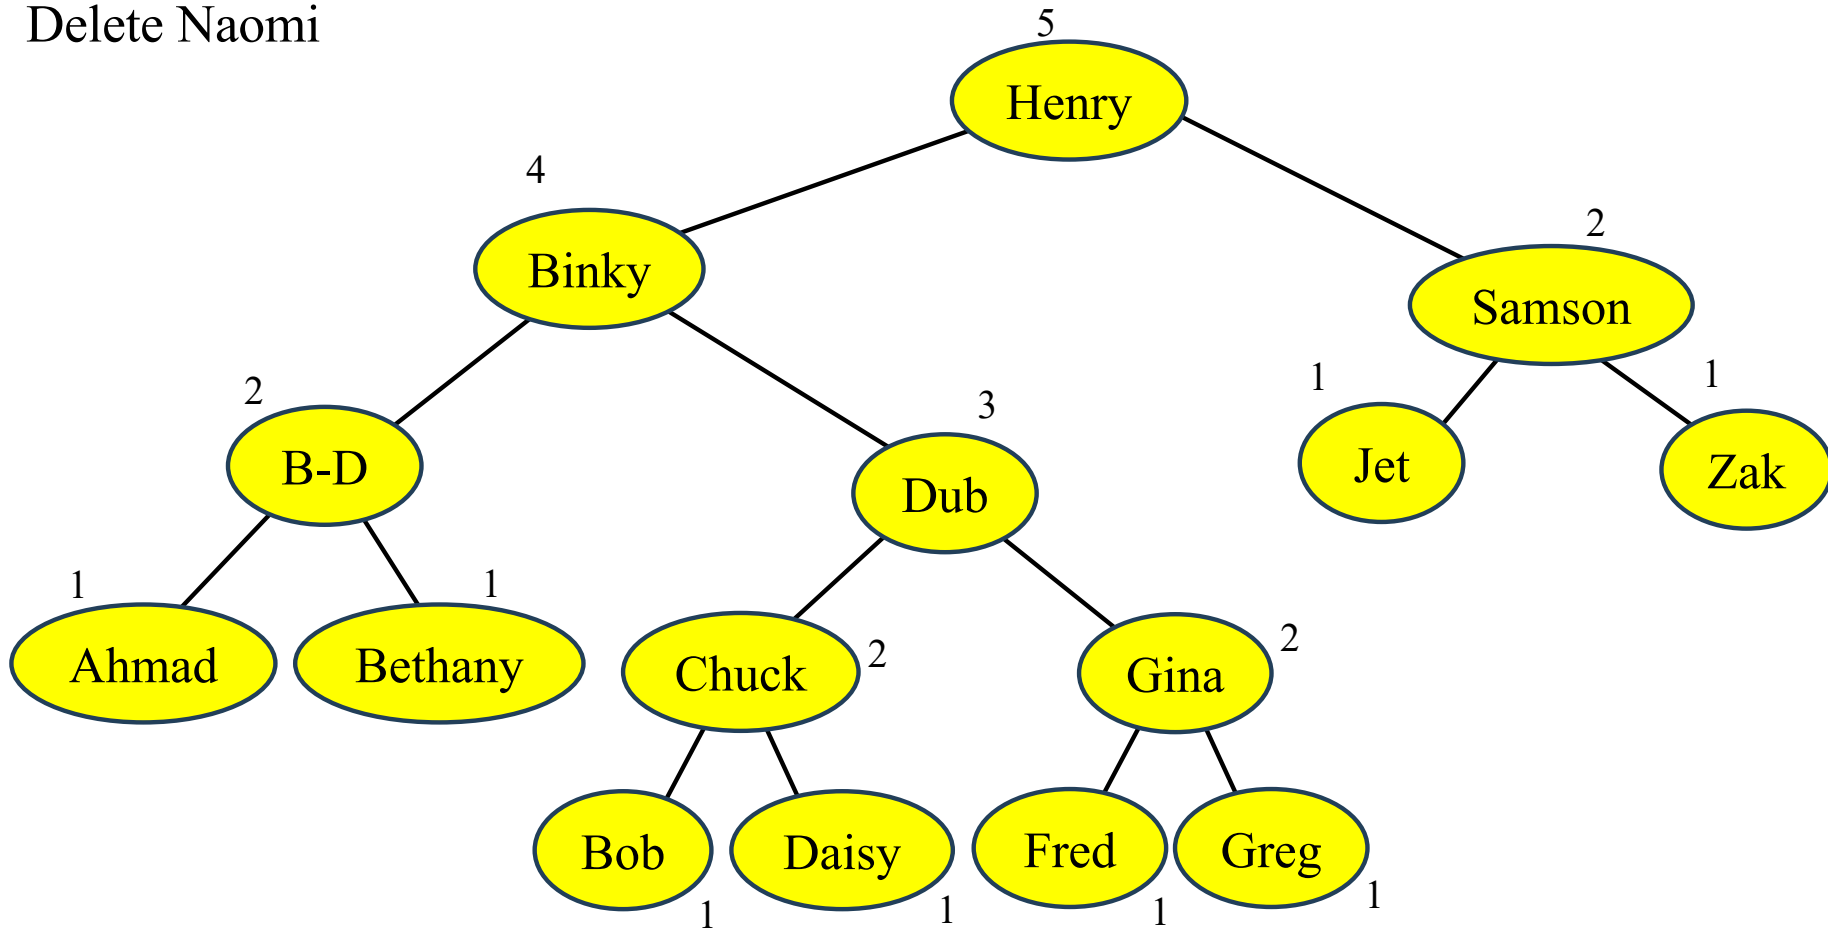 Delete Naomi
5
Henry
4
Binky
2
Samson
2
B-D
3
Dub
1
Jet
1
Zak
1
Ahmad
1
Bethany
Chuck
2
Gina
2
Bob
1
Daisy
1
Fred
1
Greg
1